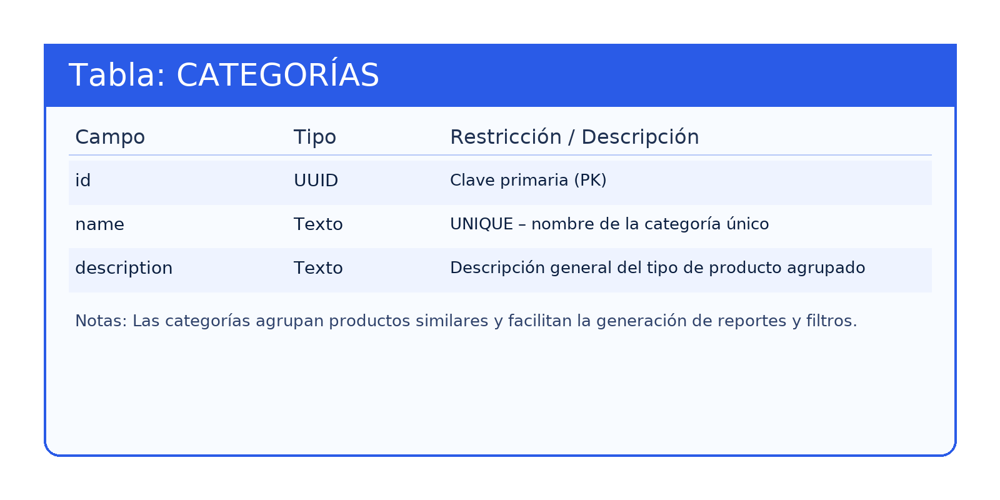 Tabla: CATEGORÍAS
Campo Tipo Restricción / Descripción
id UUID Clave primaria (PK)
name Texto UNIQUE – nombre de la categoría único
description Texto Descripción general del tipo de producto agrupado
Notas: Las categorías agrupan productos similares y facilitan la generación de reportes y filtros.